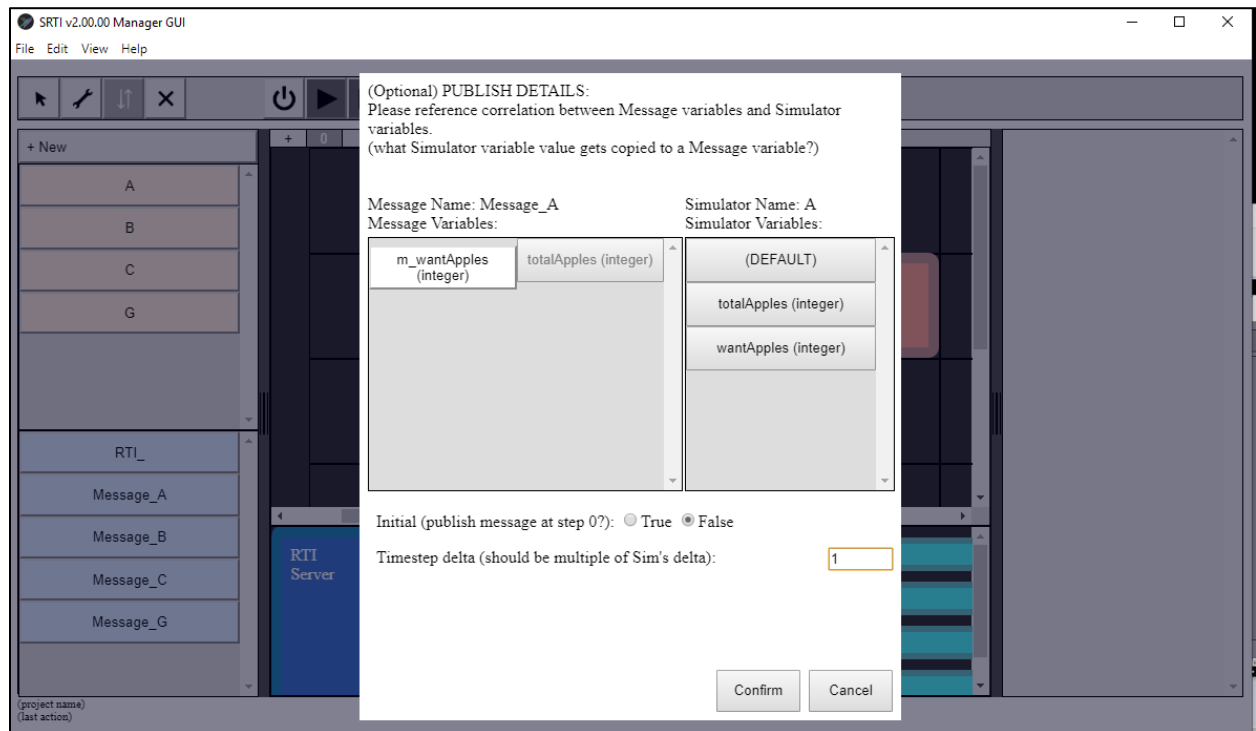 SRTI v2.00.00 Manager GUI
File Edit View Help
(Optional) PUBLISH DETAILS:
Please reference correlation between Message variables and Simulator
variables.
(what Simulator variable value gets copied to a Message variable?)
+ New
+ 0
A
B
C
G
Message Name: Message_A
Message Variables:
Simulator Name: A
Simulator Variables:
m_wantApples
(integer)
totalApples (integer)
(DEFAULT)
totalApples (integer)
wantApples (integer)
RTI_
Message_A
Message_B
Message_C
Message_G
RTI
Server
Initial (publish message at step 0?): True False
Timestep delta (should be multiple of Sim's delta): 1
Confirm Cancel
(project name)
(last action)